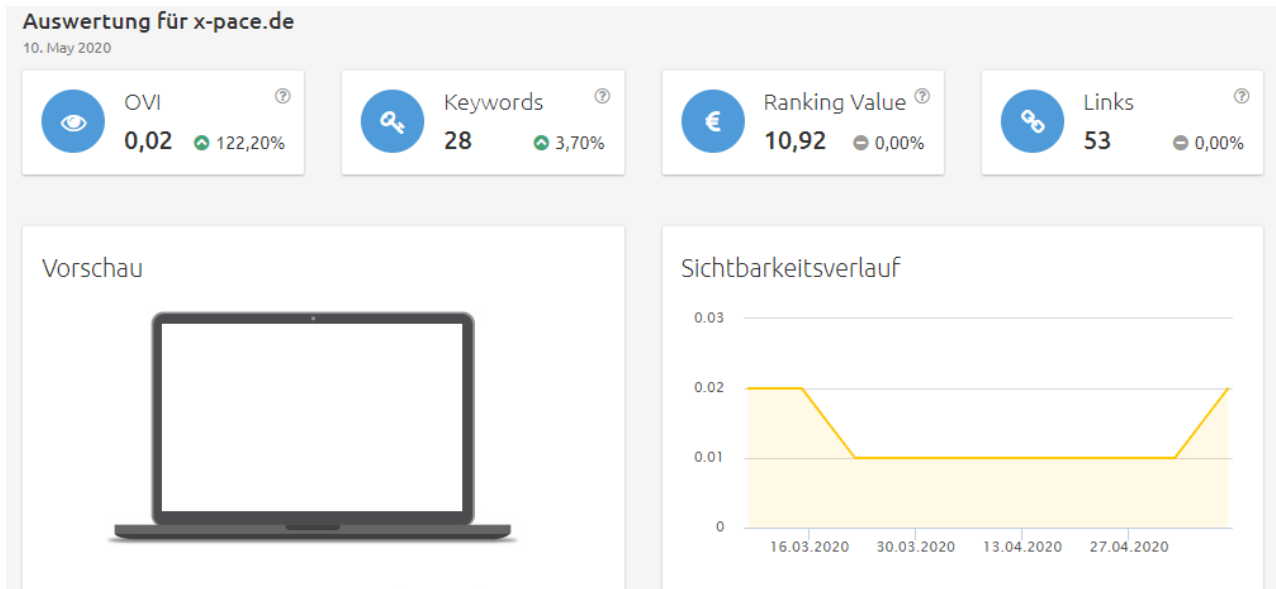 Auswertung für x-pace.de
10. May 2020
OVI ?
0,02 122,20%
Keywords ?
28 3,70%
Ranking Value ?
€
10,92 0,00%
Links ?
53 0,00%
Vorschau
Sichtbarkeitsverlauf
0.03
0.02
0.01
0
16.03.2020 30.03.2020 13.04.2020 27.04.2020